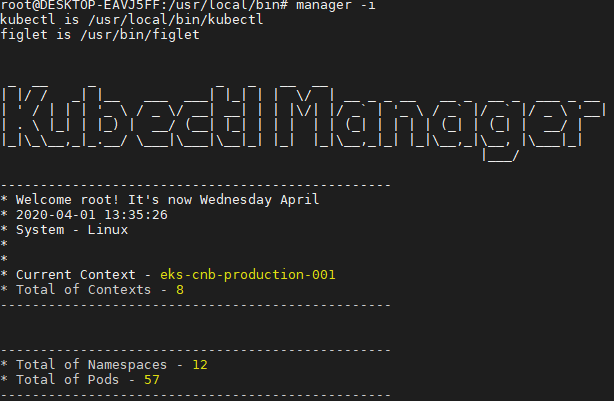 root@DESKTOP-EAVJ5FF:/usr/local/bin# manager -i
kubectl is /usr/local/bin/kubectl
figlet is /usr/bin/figlet
Kubectl Manager
------------------------------------------------
* Welcome root! It's now Wednesday April
* 2020-04-01 13:35:26
* System - Linux
*
*
* Current Context - eks-cnb-production-001
* Total of Contexts - 8
------------------------------------------------
------------------------------------------------
* Total of Namespaces - 12
* Total of Pods - 57
------------------------------------------------